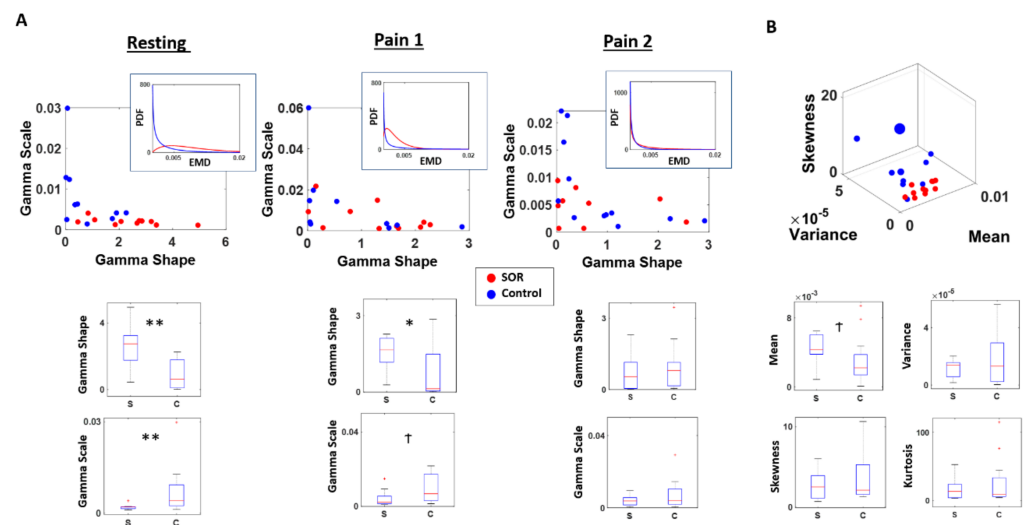 A
B
Resting
Pain 1
Pain 2
800
PDF
0
0.005
0.02
EMD
0.03
0.02
0.01
0
Gamma Scale
0
2
4
6
Gamma Shape
800
PDF
0
0.005
0.02
EMD
0.06
0.04
0.02
0
Gamma Scale
0
1
2
3
Gamma Shape
1000
PDF
0
0.005
0.02
EMD
0.02
0.015
0.01
0.005
0
Gamma Scale
0
1
2
3
Gamma Shape
20
10
0
Skewness
5
×10⁻⁵
Variance
0
0
0.01
Mean
SOR
Control
4
0
Gamma Shape
**
S
C
3
0
Gamma Shape
*
S
C
3
0
Gamma Shape
S
C
×10⁻³
8
4
0
Mean
†
S
C
×10⁻⁵
4
0
Variance
S
C
0.03
0
Gamma Scale
**
S
C
0.04
0
Gamma Scale
†
S
C
0.04
0
Gamma Scale
S
C
10
5
0
Skewness
S
C
100
50
0
Kurtosis
S
C